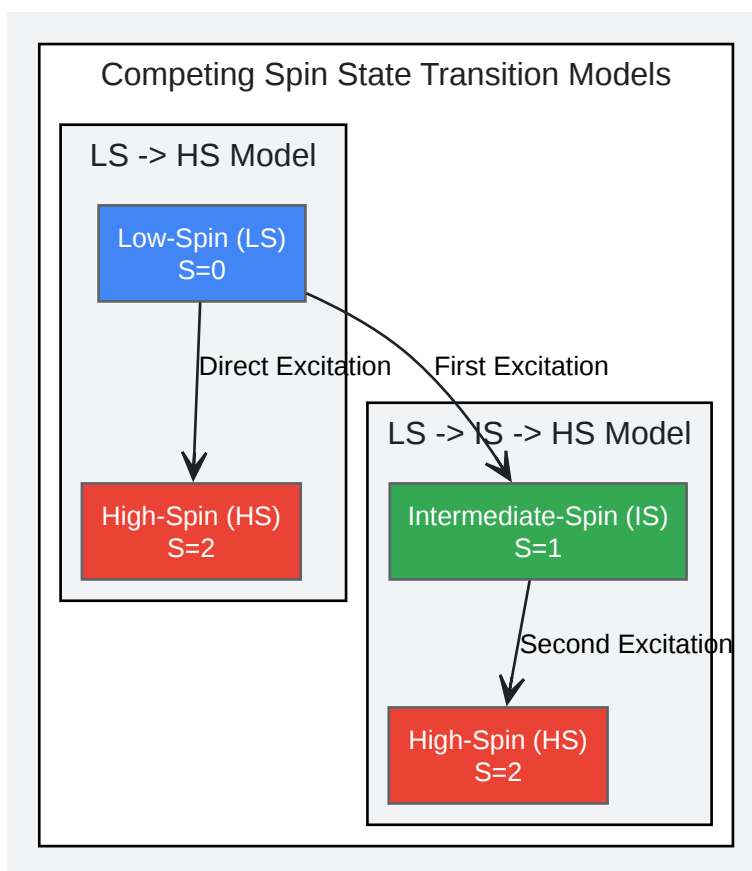 Competing Spin State Transition Models
LS -> HS Model
Low-Spin (LS)
S=0
Direct Excitation
First Excitation
High-Spin (HS)
S=2
LS -> IS -> HS Model
Intermediate-Spin (IS)
S=1
Second Excitation
High-Spin (HS)
S=2